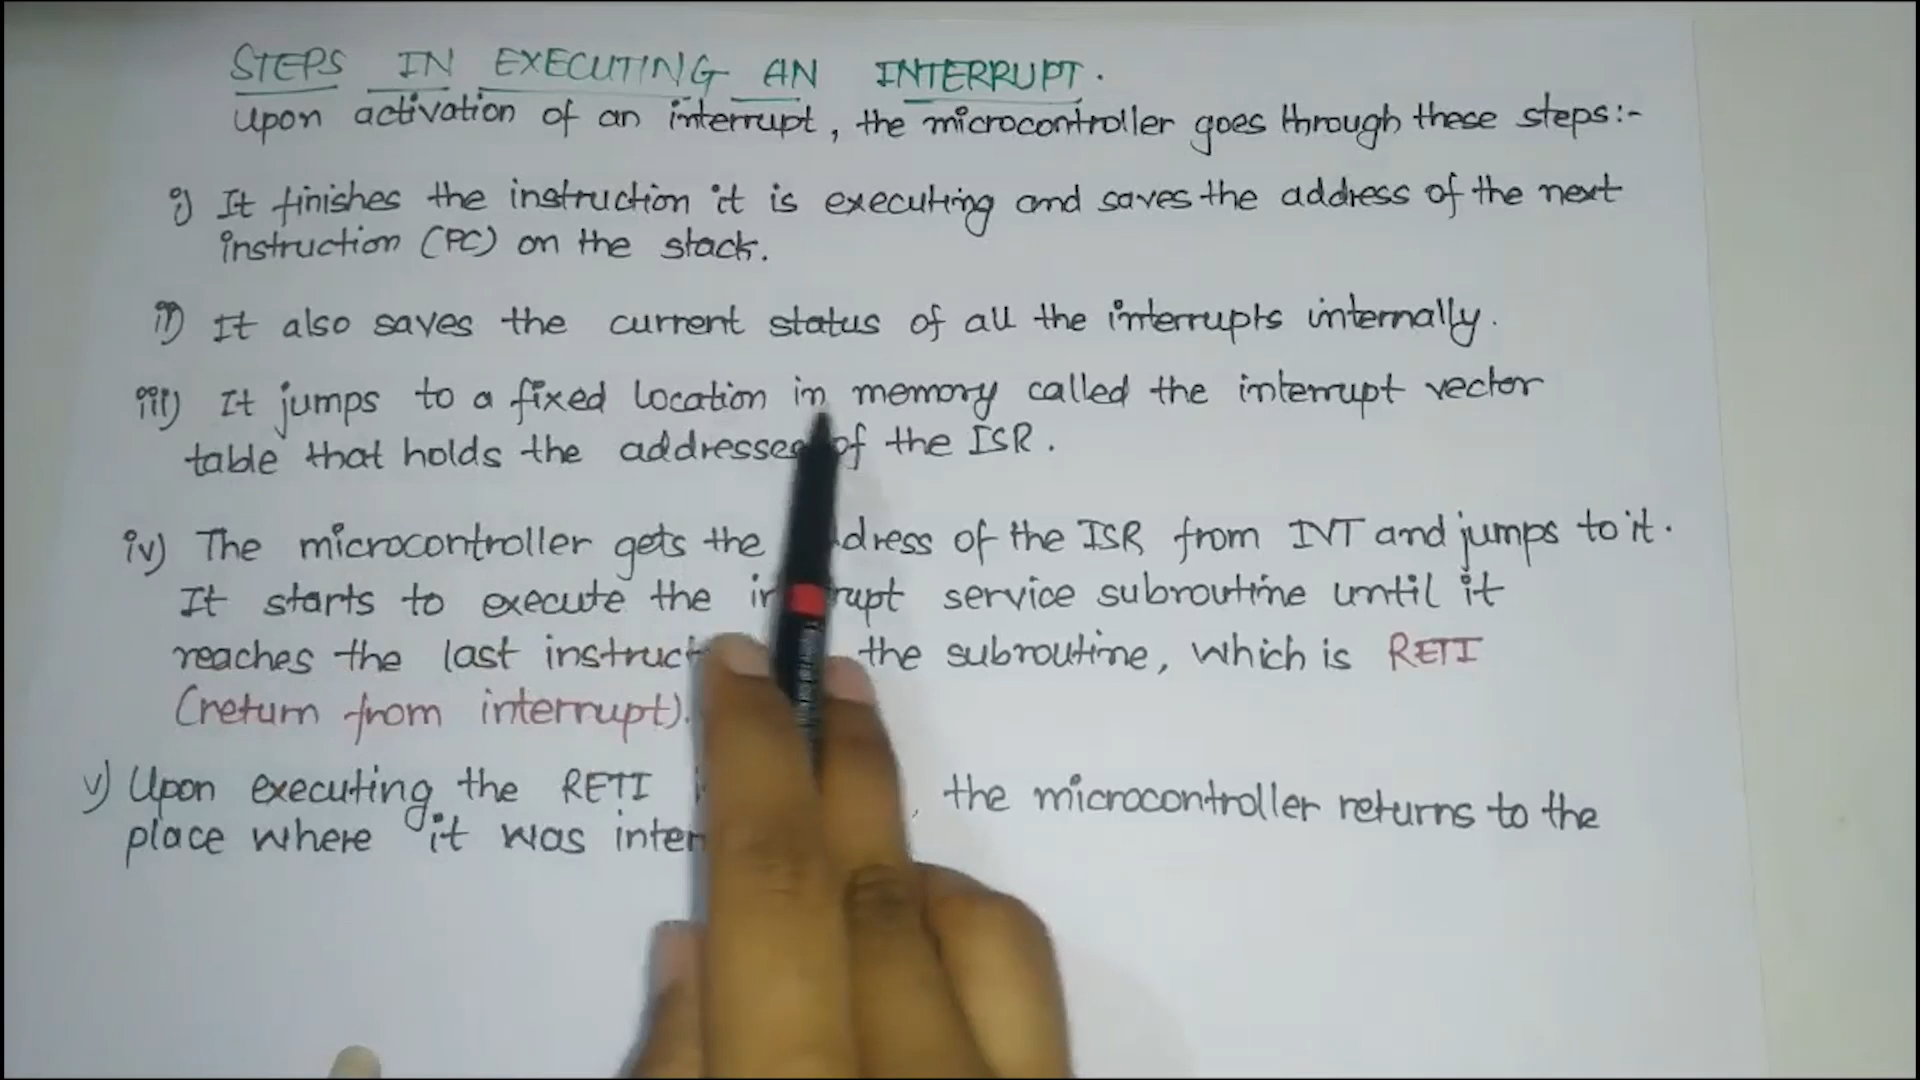 STEPS IN EXECUTING AN INTERRUPT.
Upon activation of an interrupt, the microcontroller goes through these steps:-
i) It finishes the instruction it is executing and saves the address of the next
instruction (PC) on the stack.
ii) It also saves the current status of all the interrupts internally.
iii) It jumps to a fixed location in memory called the interrupt vector
table that holds the addresses of the ISR.
iv) The microcontroller gets the address of the ISR from IVT and jumps to it.
It starts to execute the interrupt service subroutine until it
reaches the last the subroutine, which is RETI
(return from interrupt).
v) Upon executing the RETI , the microcontroller returns to the
place where it was